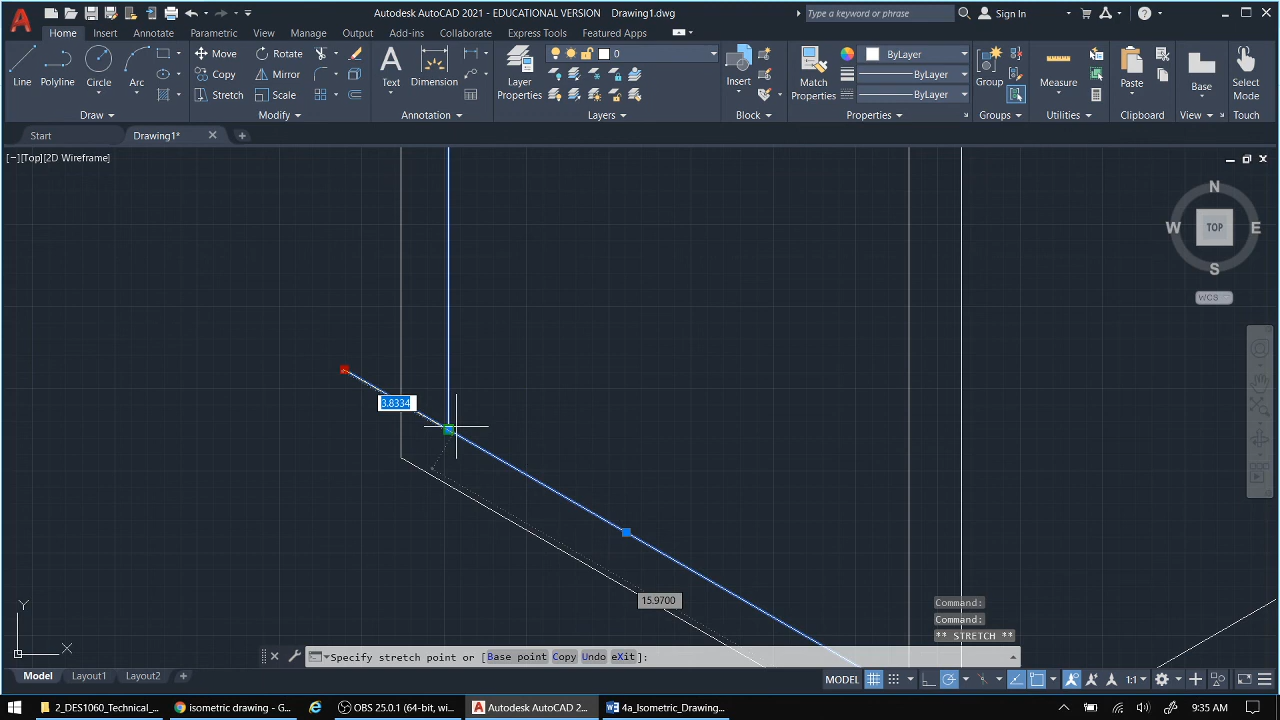 Autodesk AutoCAD 2021 - EDUCATIONAL VERSION Drawing1.dwg
Type a keyword or phrase
Sign In
Home Insert Annotate Parametric View Manage Output Add-ins Collaborate Express Tools Featured Apps
Line
Polyline
Circle
Arc
Move
Rotate
Copy
Mirror
Stretch
Scale
Text
Dimension
Layer
Properties
0
Insert
Match
Properties
ByLayer
ByLayer
ByLayer
Group
Measure
Paste
Base
Select
Mode
Draw
Modify
Annotation
Layers
Block
Properties
Groups
Utilities
Clipboard
View
Touch
Start
Drawing1*
[−][Top][2D Wireframe]
N
W
TOP
E
S
WCS
3.8334
15.9700
Command:
Command:
** STRETCH **
Y
X
Specify stretch point or [Base point Copy Undo eXit]:
Model
Layout1
Layout2
MODEL
1:1
2_DES1060_Technical_...
isometric drawing - G...
OBS 25.0.1 (64-bit, wi...
Autodesk AutoCAD 2...
4a_Isometric_Drawing...
9:35 AM